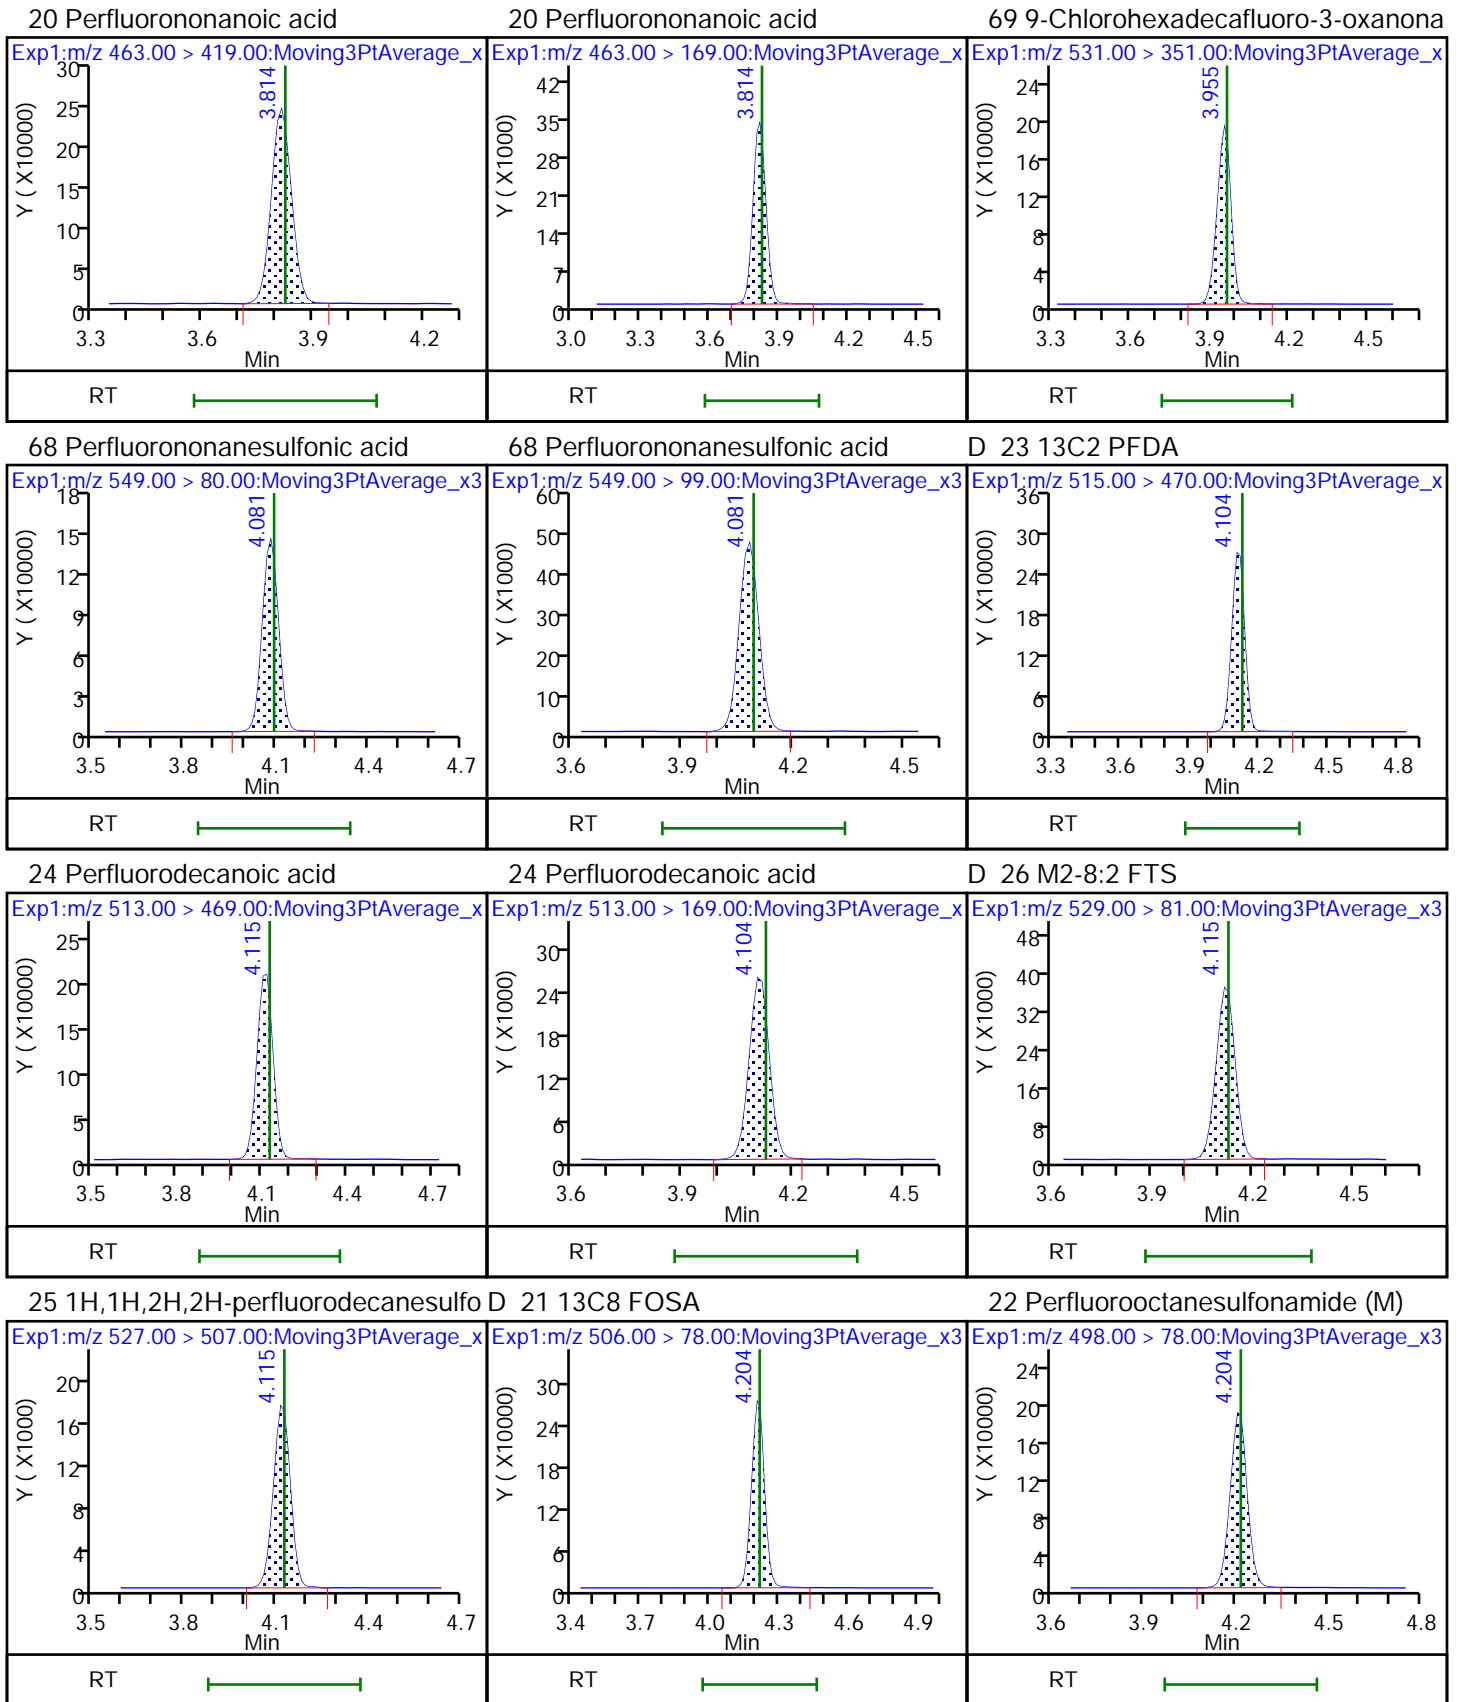 20 Perfluorononanoic acid
Exp1:m/z 463.00 > 419.00:Moving3PtAverage_x
Y ( X10000)
30
25
20
15
10
5
0
3.814
3.3 3.6 3.9 4.2
Min
RT
20 Perfluorononanoic acid
Exp1:m/z 463.00 > 169.00:Moving3PtAverage_x
Y ( X1000)
42
35
28
21
14
7
0
3.814
3.0 3.3 3.6 3.9 4.2 4.5
Min
RT
69 9-Chlorohexadecafluoro-3-oxanona
Exp1:m/z 531.00 > 351.00:Moving3PtAverage_x
Y ( X10000)
24
20
16
12
8
4
0
3.955
3.3 3.6 3.9 4.2 4.5
Min
RT
68 Perfluorononanesulfonic acid
Exp1:m/z 549.00 > 80.00:Moving3PtAverage_x3
Y ( X10000)
18
15
12
9
6
3
0
4.081
3.5 3.8 4.1 4.4 4.7
Min
RT
68 Perfluorononanesulfonic acid
Exp1:m/z 549.00 > 99.00:Moving3PtAverage_x3
Y ( X1000)
60
50
40
30
20
10
0
4.081
3.6 3.9 4.2 4.5
Min
RT
D 23 13C2 PFDA
Exp1:m/z 515.00 > 470.00:Moving3PtAverage_x
Y ( X10000)
36
30
24
18
12
6
0
4.104
3.3 3.6 3.9 4.2 4.5 4.8
Min
RT
24 Perfluorodecanoic acid
Exp1:m/z 513.00 > 469.00:Moving3PtAverage_x
Y ( X10000)
25
20
15
10
5
0
4.115
3.5 3.8 4.1 4.4 4.7
Min
RT
24 Perfluorodecanoic acid
Exp1:m/z 513.00 > 169.00:Moving3PtAverage_x
Y ( X1000)
30
24
18
12
6
0
4.104
3.6 3.9 4.2 4.5
Min
RT
D 26 M2-8:2 FTS
Exp1:m/z 529.00 > 81.00:Moving3PtAverage_x3
Y ( X1000)
48
40
32
24
16
8
0
4.115
3.6 3.9 4.2 4.5
Min
RT
25 1H,1H,2H,2H-perfluorodecanesulfo
Exp1:m/z 527.00 > 507.00:Moving3PtAverage_x
Y ( X1000)
20
16
12
8
4
0
4.115
3.5 3.8 4.1 4.4 4.7
Min
RT
D 21 13C8 FOSA
Exp1:m/z 506.00 > 78.00:Moving3PtAverage_x3
Y ( X10000)
30
24
18
12
6
0
4.204
3.4 3.7 4.0 4.3 4.6 4.9
Min
RT
22 Perfluorooctanesulfonamide (M)
Exp1:m/z 498.00 > 78.00:Moving3PtAverage_x3
Y ( X10000)
24
20
16
12
8
4
0
4.204
3.6 3.9 4.2 4.5 4.8
Min
RT